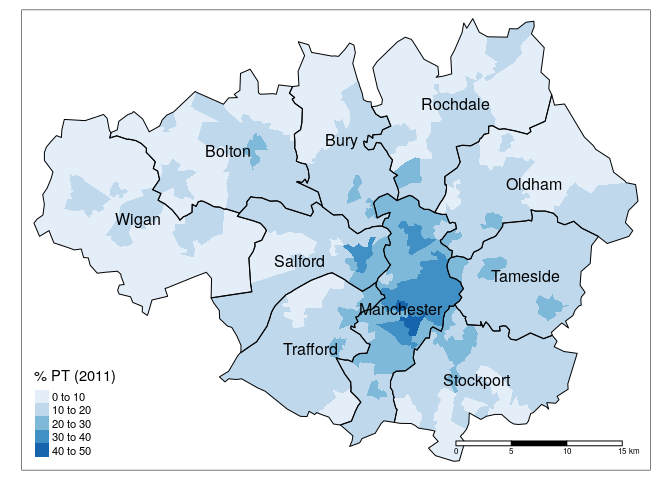 Rochdale
Bury
Bolton
Oldham
Wigan
Salford
Tameside
Manchester
Trafford
Stockport
% PT (2011)
0 to 10
10 to 20
20 to 30
30 to 40
40 to 50
0 5 10 15 km